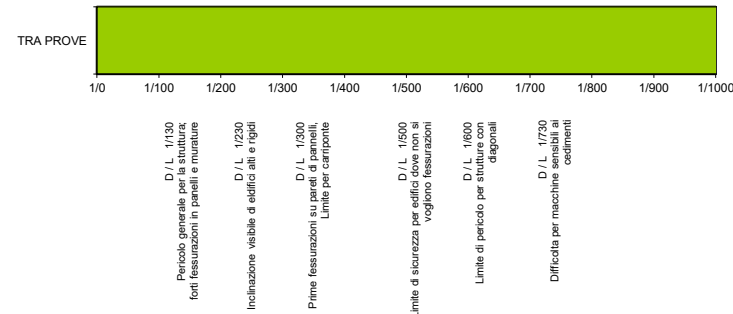 TRA PROVE
1/0 1/100 1/200 1/300 1/400 1/500 1/600 1/700 1/800 1/900 1/1000
D / L 1/130
Pericolo generale per la struttura;
forti fessurazioni in panelli e murature
D / L 1/230
Inclinazione visibile di eldifici alti e rigidi
D / L 1/300
Prime fessurazioni su pareti di pannelli,
Limite per carriponte
D / L 1/500
imite di sicurezza per edifici dove non si
vogliono fessurazioni
D / L 1/600
Limite di pericolo per strutture con
diagonali
D / L 1/730
Difficolta per macchine sensibili ai
cedimenti